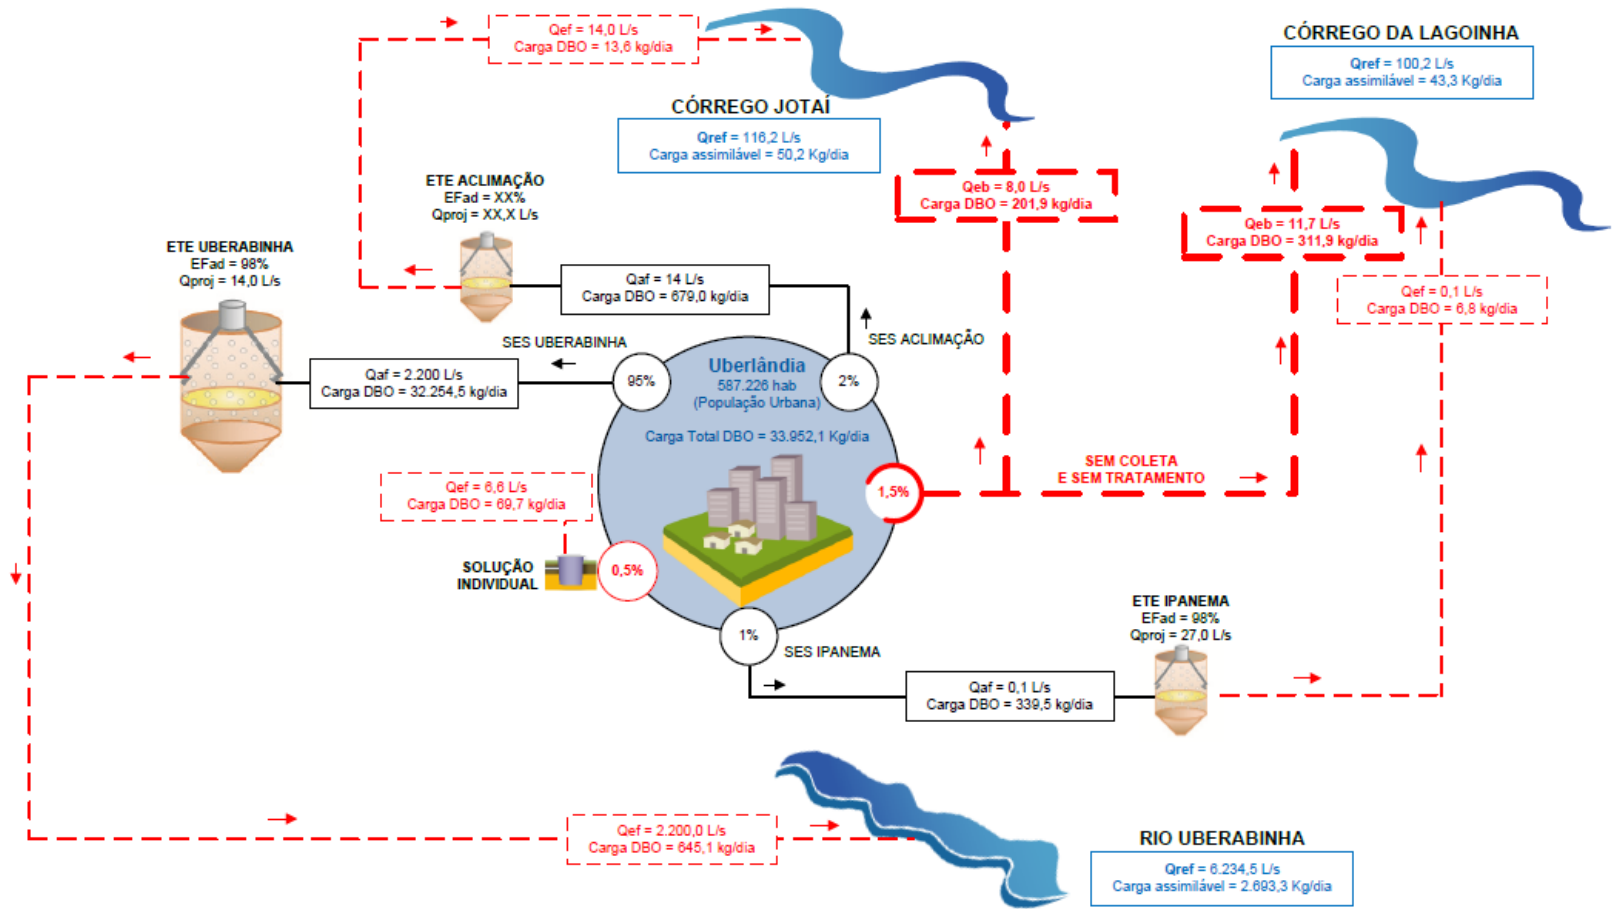 Qef = 14,0 L/s
Carga DBO = 13,6 kg/dia
CÓRREGO DA LAGOINHA
Qref = 100,2 L/s
Carga assimilável = 43,3 Kg/dia
CÓRREGO JOTAÍ
Qref = 116,2 L/s
Carga assimilável = 50,2 Kg/dia
ETE ACLIMAÇÃO
EFad = XX%
Qproj = XX,X L/s
Qeb = 8,0 L/s
Carga DBO = 201,9 kg/dia
Qeb = 11,7 L/s
Carga DBO = 311,9 kg/dia
ETE UBERABINHA
EFad = 98%
Qproj = 14,0 L/s
Qaf = 14 L/s
Carga DBO = 679,0 kg/dia
Qef = 0,1 L/s
Carga DBO = 6,8 kg/dia
SES UBERABINHA
SES ACLIMAÇÃO
Qaf = 2.200 L/s
Carga DBO = 32.254,5 kg/dia
95%
Uberlândia
587.226 hab
(População Urbana)
2%
Carga Total DBO = 33.952,1 Kg/dia
SEM COLETA
E SEM TRATAMENTO
1,5%
Qef = 6,6 L/s
Carga DBO = 69,7 kg/dia
SOLUÇÃO
INDIVIDUAL
0,5%
ETE IPANEMA
EFad = 98%
Qproj = 27,0 L/s
1%
SES IPANEMA
Qaf = 0,1 L/s
Carga DBO = 339,5 kg/dia
Qef = 2.200,0 L/s
Carga DBO = 645,1 kg/dia
RIO UBERABINHA
Qref = 6.234,5 L/s
Carga assimilável = 2.693,3 Kg/dia